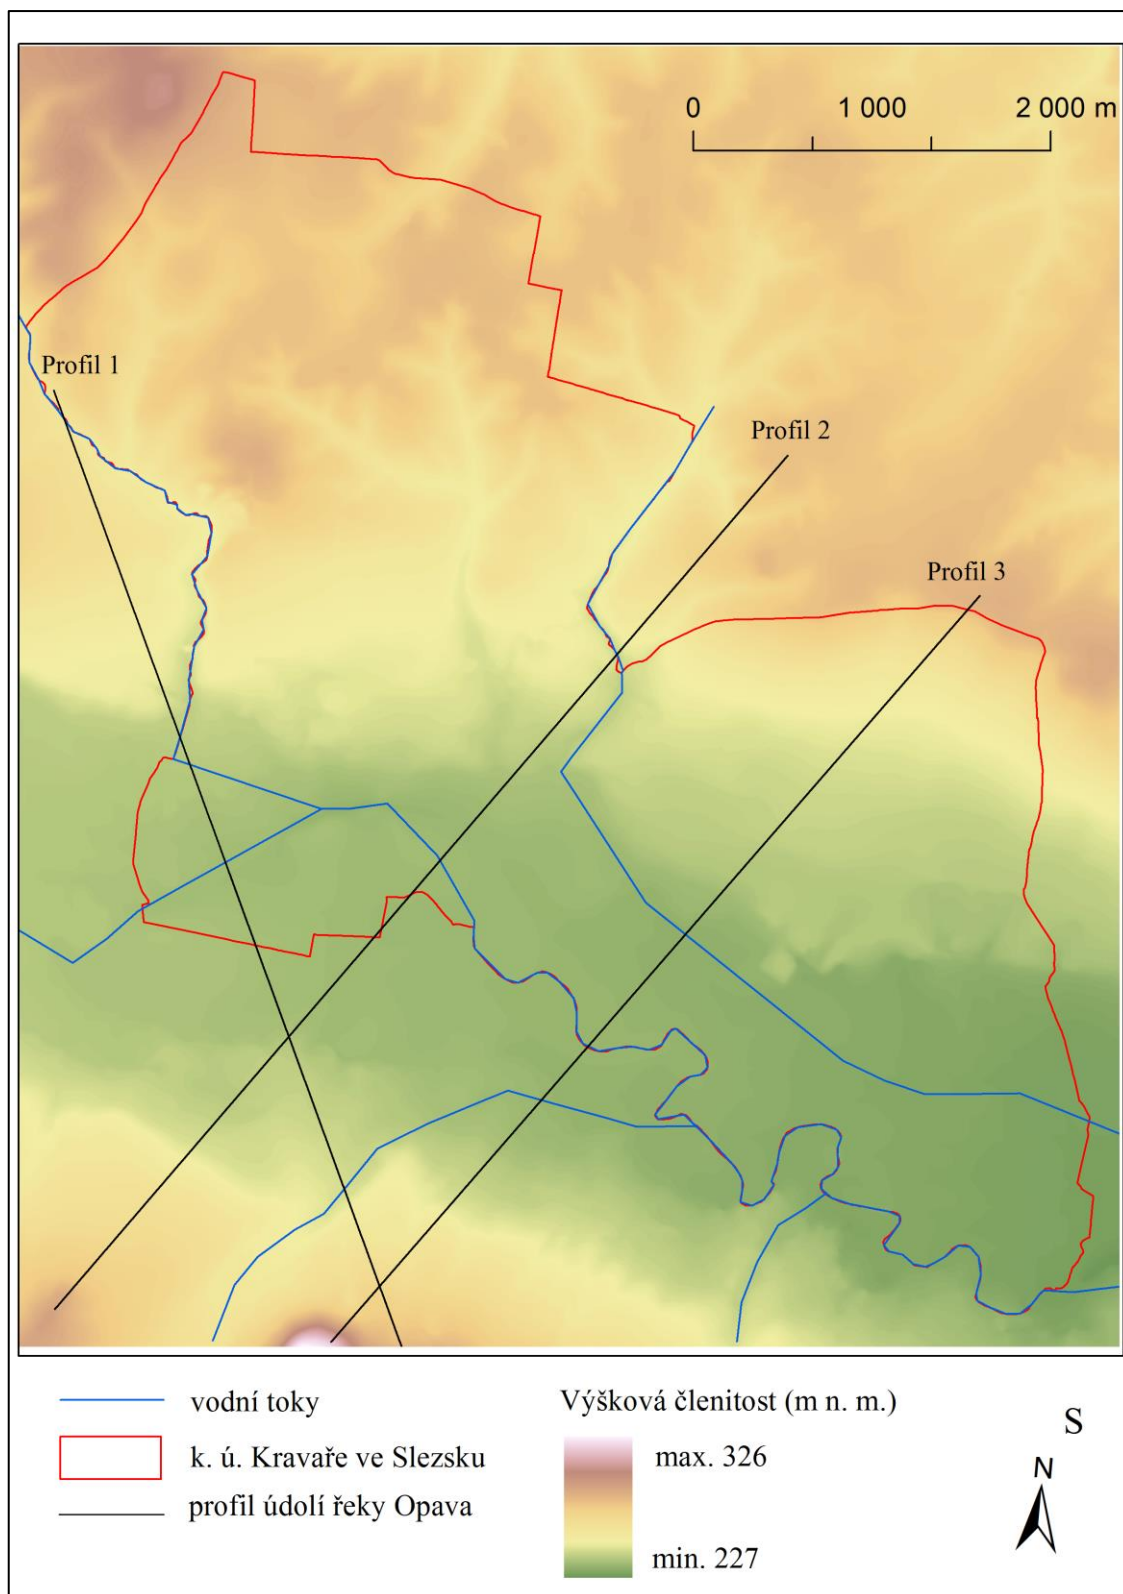 0 1 000 2 000 m
Profil 1
Profil 2
Profil 3
vodní toky
k. ú. Kravaře ve Slezsku
profil údolí řeky Opava
Výšková členitost (m n. m.)
max. 326
min. 227
S
N